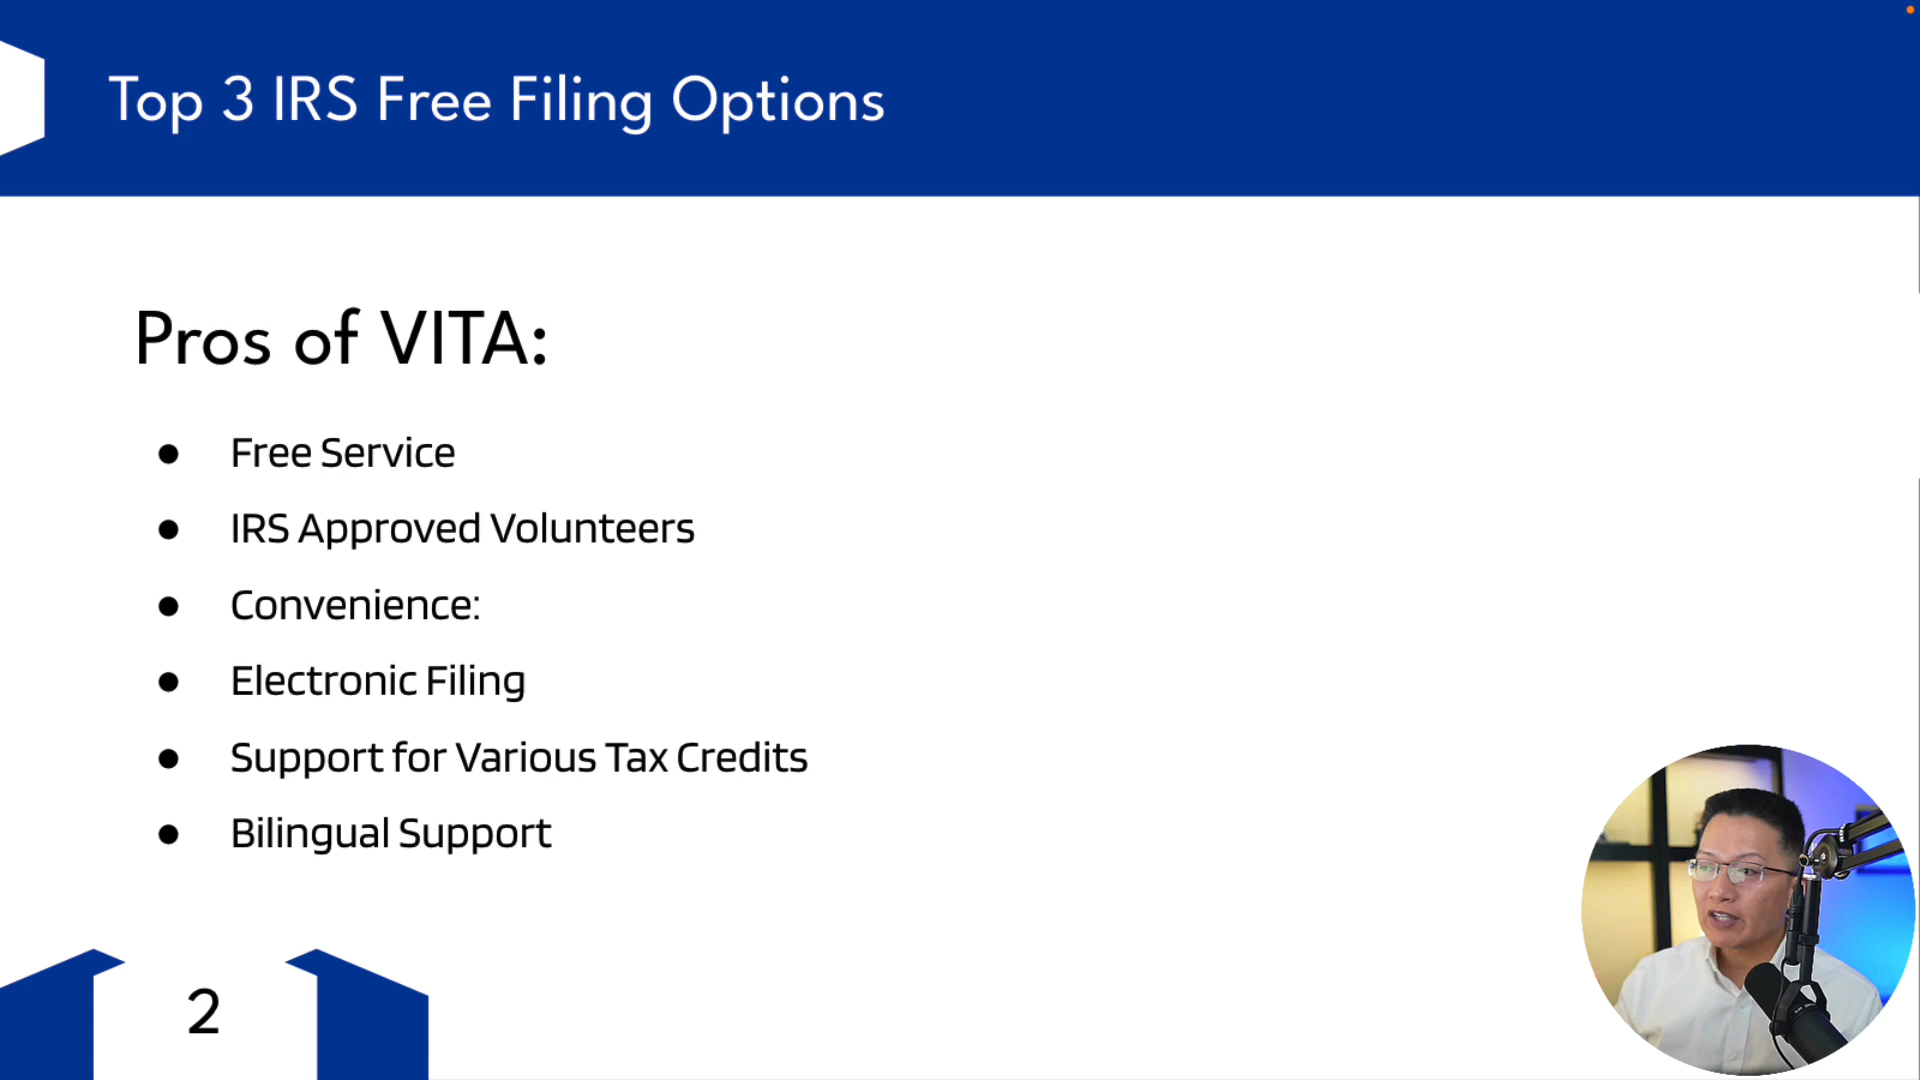 Top 3 IRS Free Filing Options
Pros of VITA:
● Free Service
● IRS Approved Volunteers
● Convenience:
● Electronic Filing
● Support for Various Tax Credits
● Bilingual Support
2